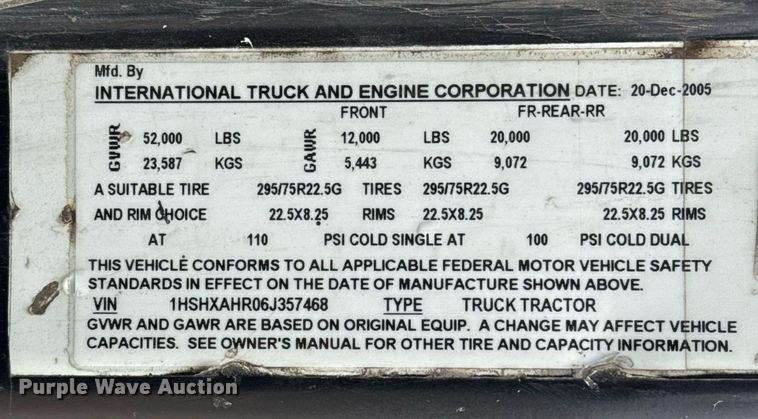 Mfd. By
INTERNATIONAL TRUCK AND ENGINE CORPORATION DATE: 20-Dec-2005
FRONT FR-REAR-RR
GVWR 52,000 LBS GAWR 12,000 LBS 20,000 20,000 LBS
23,587 KGS 5,443 KGS 9,072 9,072 KGS
A SUITABLE TIRE 295/75R22.5G TIRES 295/75R22.5G 295/75R22.5G TIRES
AND RIM CHOICE 22.5X8.25 RIMS 22.5X8.25 22.5X8.25 RIMS
AT 110 PSI COLD SINGLE AT 100 PSI COLD DUAL
THIS VEHICLE CONFORMS TO ALL APPLICABLE FEDERAL MOTOR VEHICLE SAFETY
STANDARDS IN EFFECT ON THE DATE OF MANUFACTURE SHOWN ABOVE.
VIN 1HSHXAHR06J357468 TYPE TRUCK TRACTOR
GVWR AND GAWR ARE BASED ON ORIGINAL EQUIP. A CHANGE MAY AFFECT VEHICLE
CAPACITIES. SEE OWNER'S MANUAL FOR OTHER TIRE AND CAPACITY INFORMATION.
Purple Wave Auction